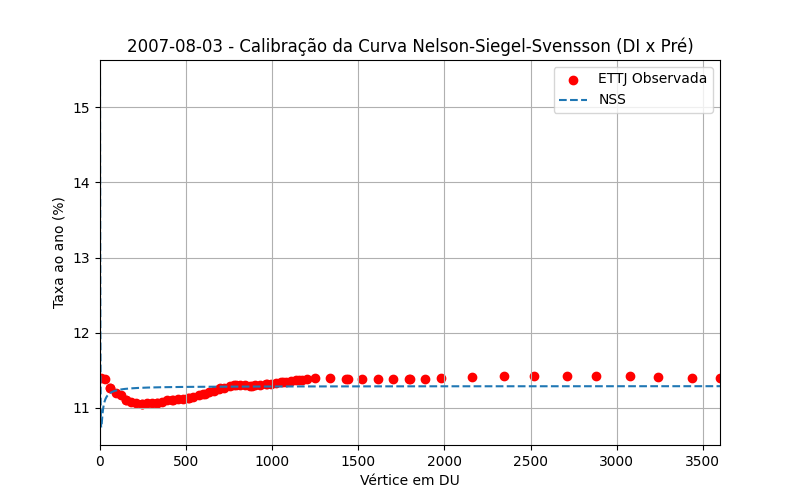 2007-08-03 - Calibração da Curva Nelson-Siegel-Svensson (DI x Pré)
ETTJ Observada
NSS
Taxa ao ano (%)
15
14
13
12
11
0 500 1000 1500 2000 2500 3000 3500
Vértice em DU